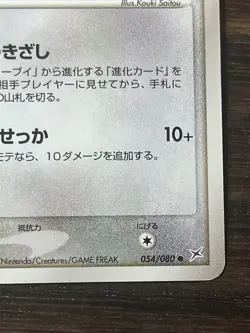 Illus.Kouki Saitou
きざし
ーブイ」から進化する「進化カード」を
相手プレイヤーに見せてから、手札に
の山札を切る。
せっか 10+
モテなら、10ダメージを追加する。
抵抗力 にげる
Nintendo/Creatures/GAME FREAK 054/080 ●